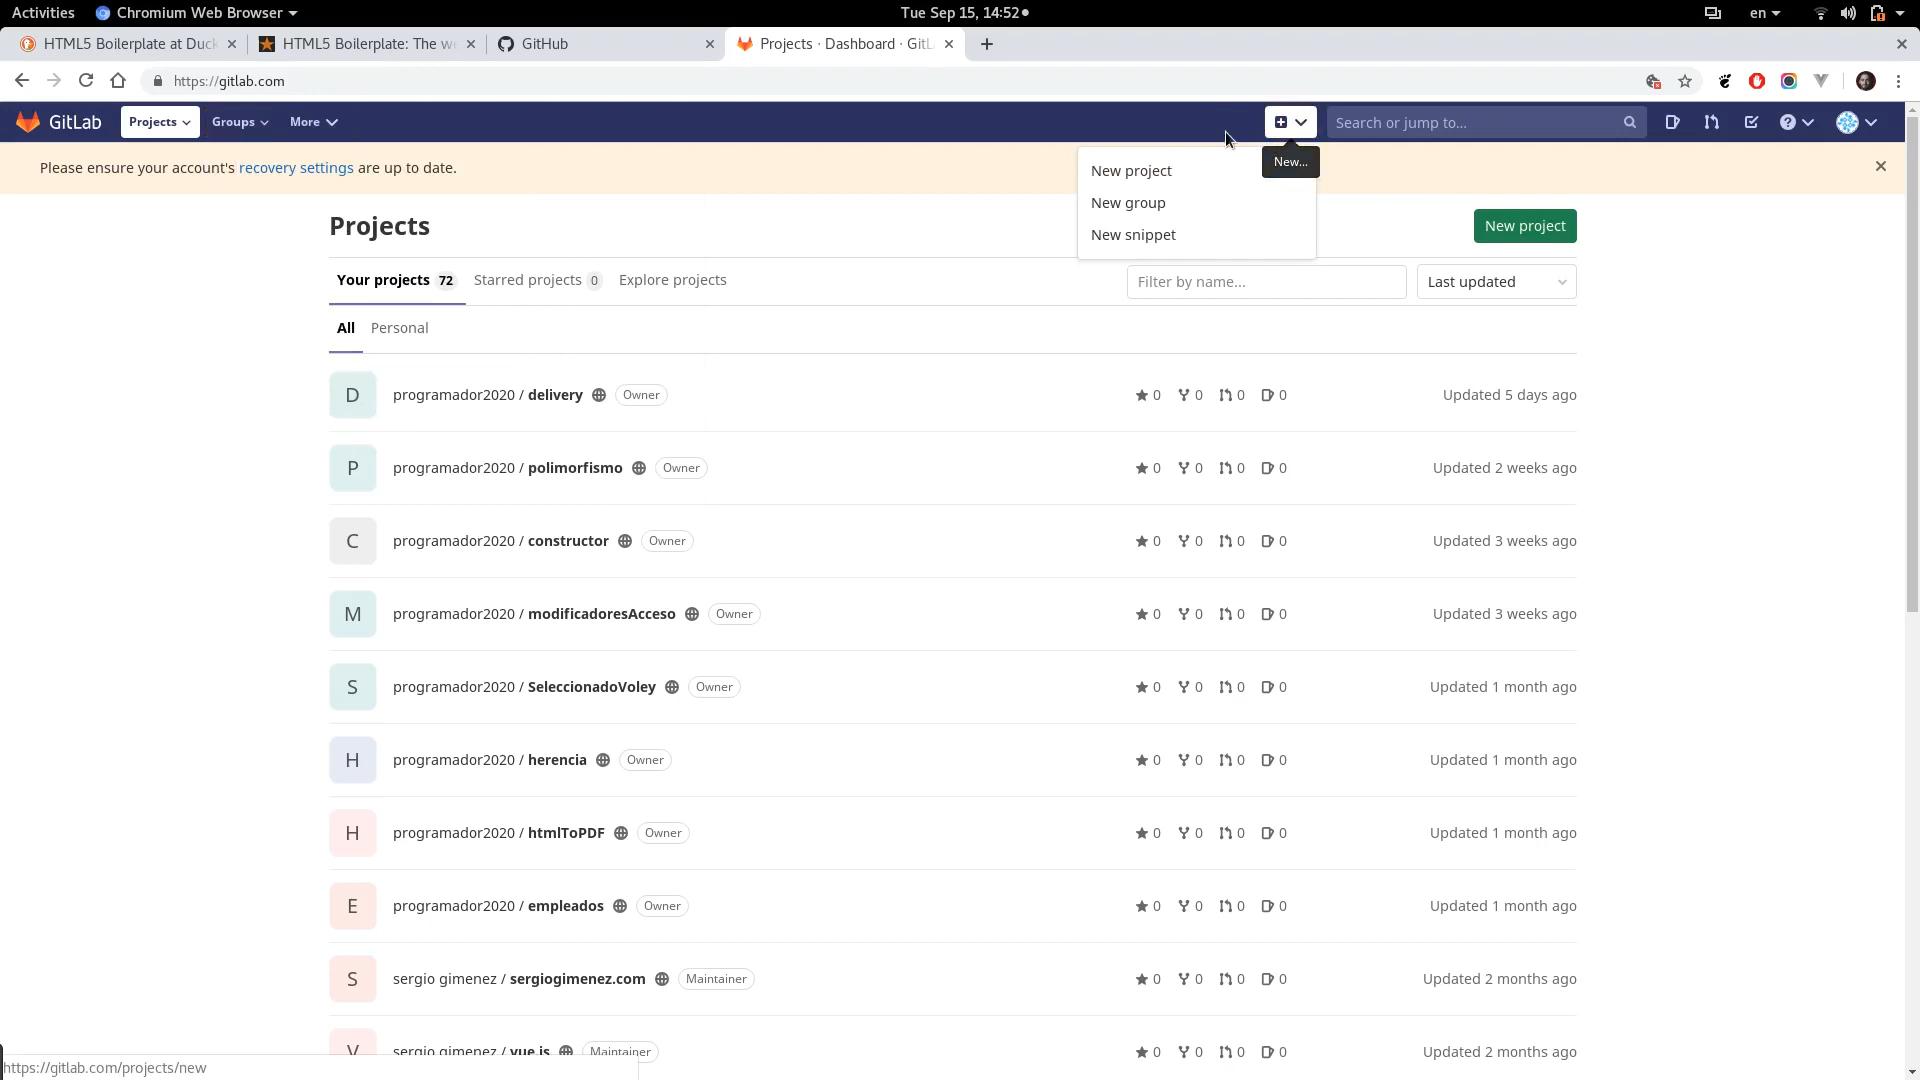 Activities Chromium Web Browser Tue Sep 15, 14:52 en
HTML5 Boilerplate at Duck HTML5 Boilerplate: The we GitHub Projects · Dashboard · GitL
https://gitlab.com
GitLab Projects Groups More Search or jump to...
Please ensure your account's recovery settings are up to date.
New...
New project
New group
New snippet
Projects New project
Your projects 72 Starred projects 0 Explore projects Filter by name... Last updated
All Personal
D programador2020 / delivery Owner 0 0 0 0 Updated 5 days ago
P programador2020 / polimorfismo Owner 0 0 0 0 Updated 2 weeks ago
C programador2020 / constructor Owner 0 0 0 0 Updated 3 weeks ago
M programador2020 / modificadoresAcceso Owner 0 0 0 0 Updated 3 weeks ago
S programador2020 / SeleccionadoVoley Owner 0 0 0 0 Updated 1 month ago
H programador2020 / herencia Owner 0 0 0 0 Updated 1 month ago
H programador2020 / htmlToPDF Owner 0 0 0 0 Updated 1 month ago
E programador2020 / empleados Owner 0 0 0 0 Updated 1 month ago
S sergio gimenez / sergiogimenez.com Maintainer 0 0 0 0 Updated 2 months ago
V sergio gimenez / vue.js Maintainer 0 0 0 0 Updated 2 months ago
https://gitlab.com/projects/new